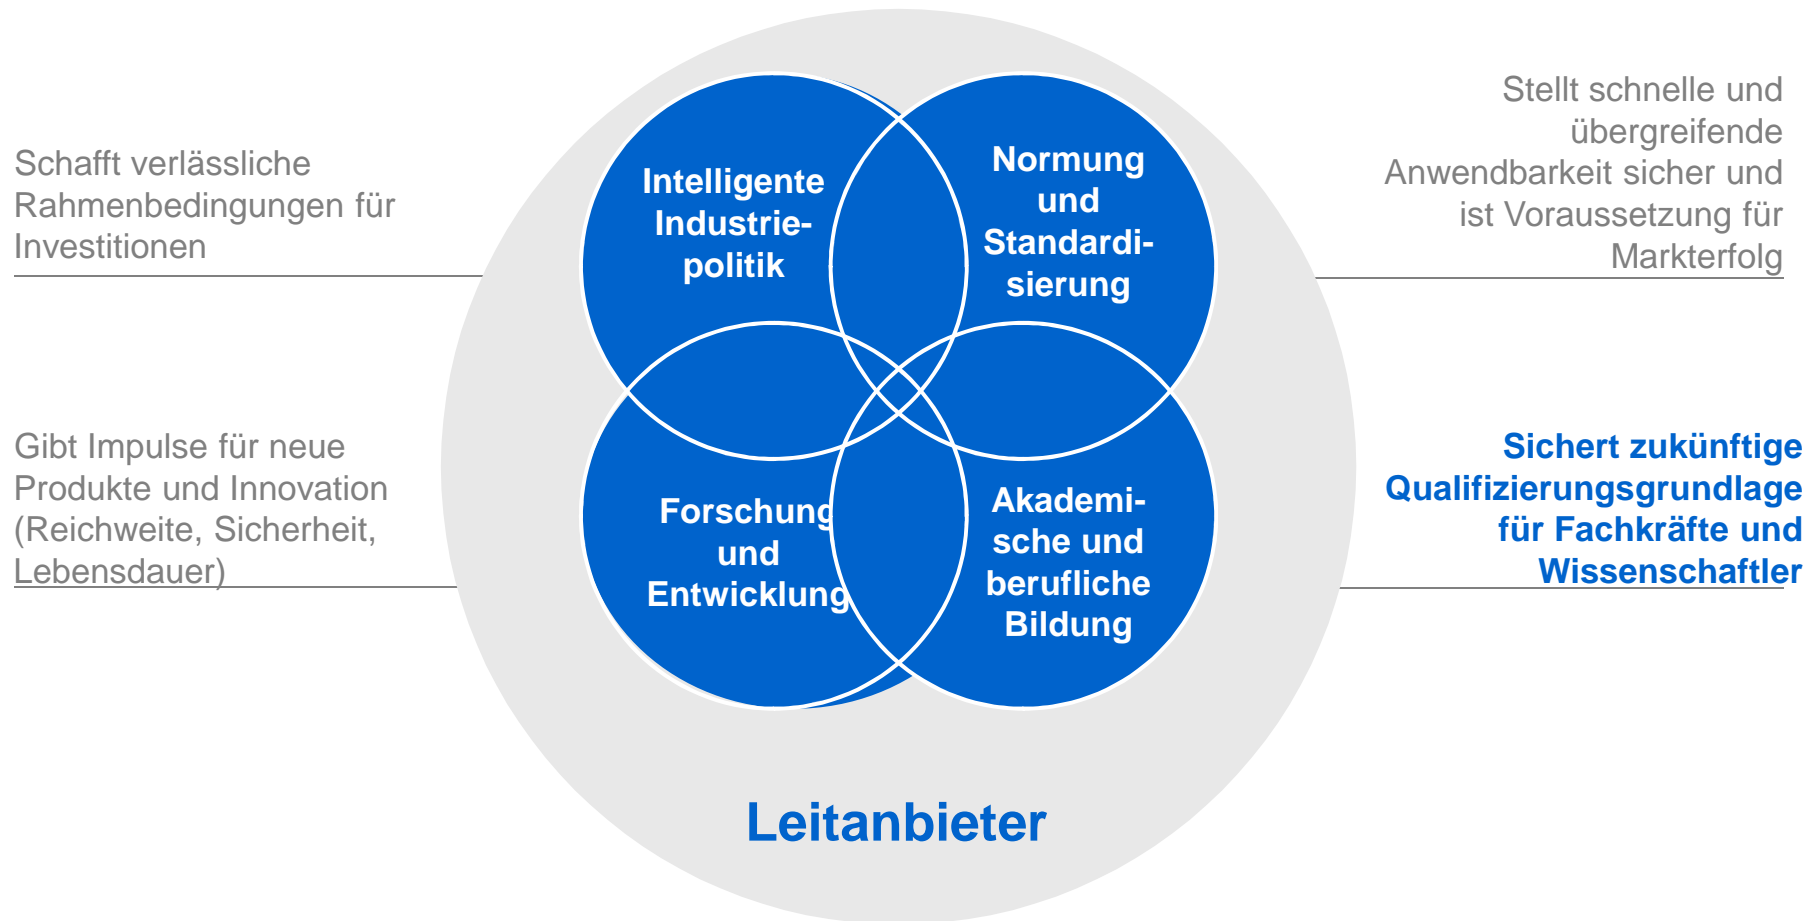 Schafft verlässliche
Rahmenbedingungen für
Investitionen
Intelligente
Industrie-
politik
Normung
und
Standardi-
sierung
Stellt schnelle und
übergreifende
Anwendbarkeit sicher und
ist Voraussetzung für
Markterfolg
Gibt Impulse für neue
Produkte und Innovation
(Reichweite, Sicherheit,
Lebensdauer)
Forschung
und
Entwicklung
Akademi-
sche und
berufliche
Bildung
Sichert zukünftige
Qualifizierungsgrundlage
für Fachkräfte und
Wissenschaftler
Leitanbieter